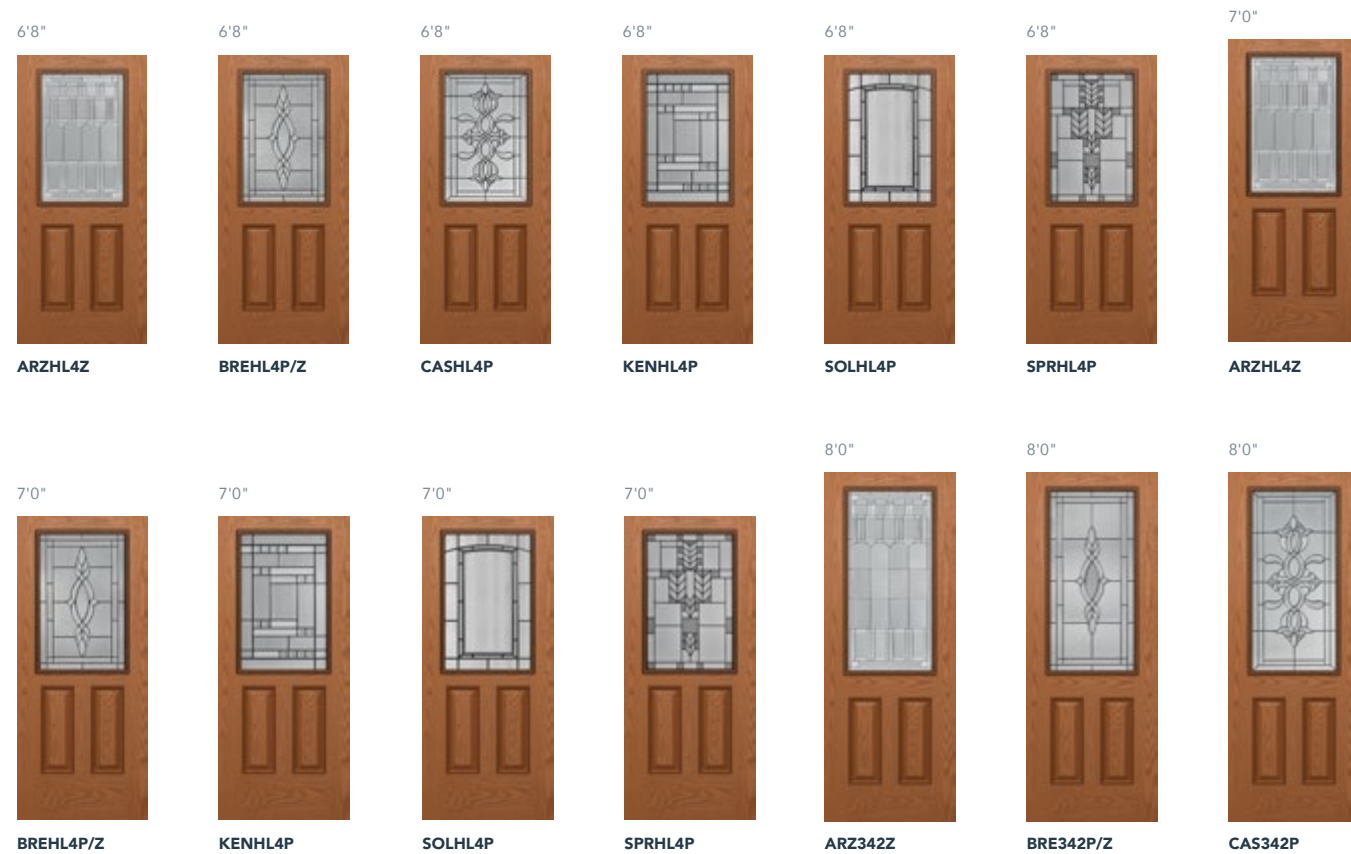 6'8"
6'8"
6'8"
6'8"
6'8"
6'8"
7'0"
ARZHL4Z
BREHL4P/Z
CASHL4P
KENHL4P
SOLHL4P
SPRHL4P
ARZHL4Z
7'0"
7'0"
7'0"
7'0"
8'0"
8'0"
8'0"
BREHL4P/Z
KENHL4P
SOLHL4P
SPRHL4P
ARZ342Z
BRE342P/Z
CAS342P